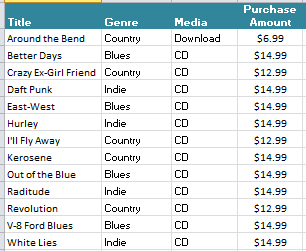 Title Genre Media Purchase Amount
Around the Bend Country Download $6.99
Better Days Blues CD $14.99
Crazy Ex-Girl Friend Country CD $12.99
Daft Punk Indie CD $14.99
East-West Blues CD $14.99
Hurley Indie CD $14.99
I'll Fly Away Country CD $12.99
Kerosene Country CD $14.99
Out of the Blue Blues CD $14.99
Raditude Indie CD $14.99
Revolution Country CD $12.99
V-8 Ford Blues Blues CD $14.99
White Lies Indie CD $14.99